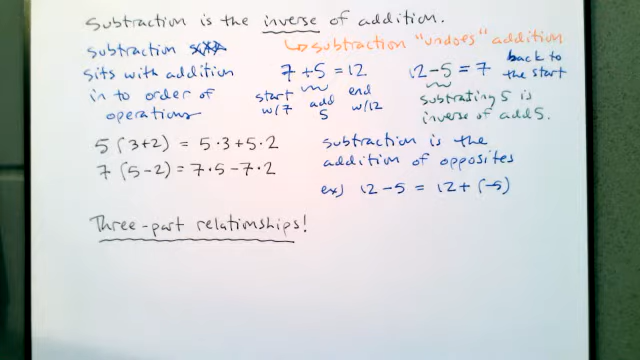 Subtraction is the inverse of addition.
↳ subtraction "undoes" addition
subtraction
sits with addition
in to order of
operations
7 + 5 = 12
start w/7
add 5
end w/12
12 - 5 = 7
back to
the start
subtrating 5 is
inverse of add 5.
5 (3+2) = 5·3 + 5·2
7 (5-2) = 7·5 - 7·2
subtraction is the
addition of opposites
ex) 12 - 5 = 12 + (-5)
Three-part relationships!